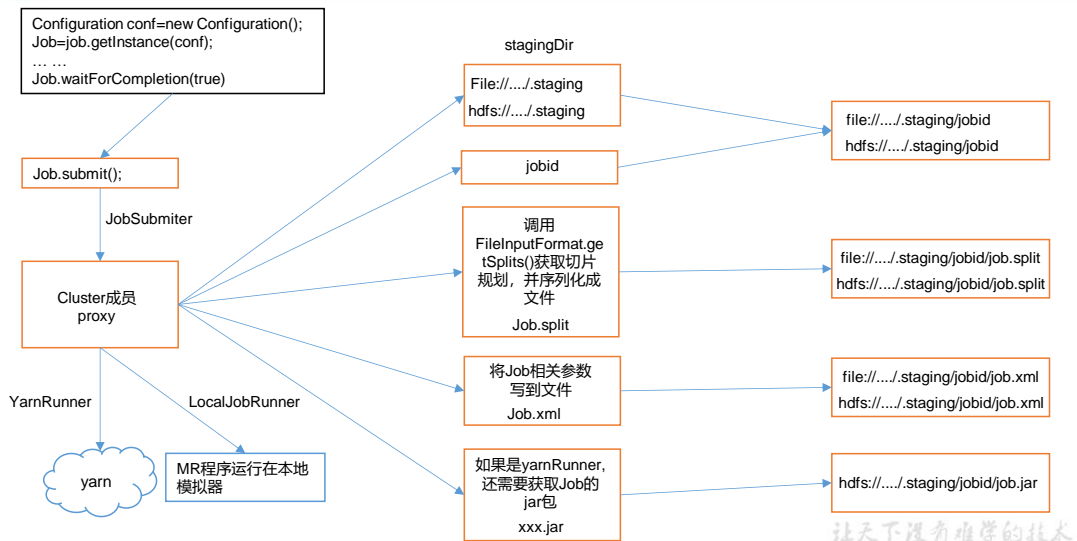 Configuration conf=new Configuration();
Job=job.getInstance(conf);
… …
Job.waitForCompletion(true)
Job.submit();
JobSubmiter
Cluster成员
proxy
YarnRunner
LocalJobRunner
yarn
MR程序运行在本地
模拟器
stagingDir
File://..../.staging
hdfs://..../.staging
jobid
调用
FileInputFormat.ge
tSplits()获取切片
规划，并序列化成
文件
Job.split
将Job相关参数
写到文件
Job.xml
如果是yarnRunner,
还需要获取Job的
jar包
xxx.jar
file://..../.staging/jobid
hdfs://..../.staging/jobid
file://..../.staging/jobid/job.split
hdfs://..../.staging/jobid/job.split
file://..../.staging/jobid/job.xml
hdfs://..../.staging/jobid/job.xml
hdfs://..../.staging/jobid/job.jar
让天下没有难学的技术